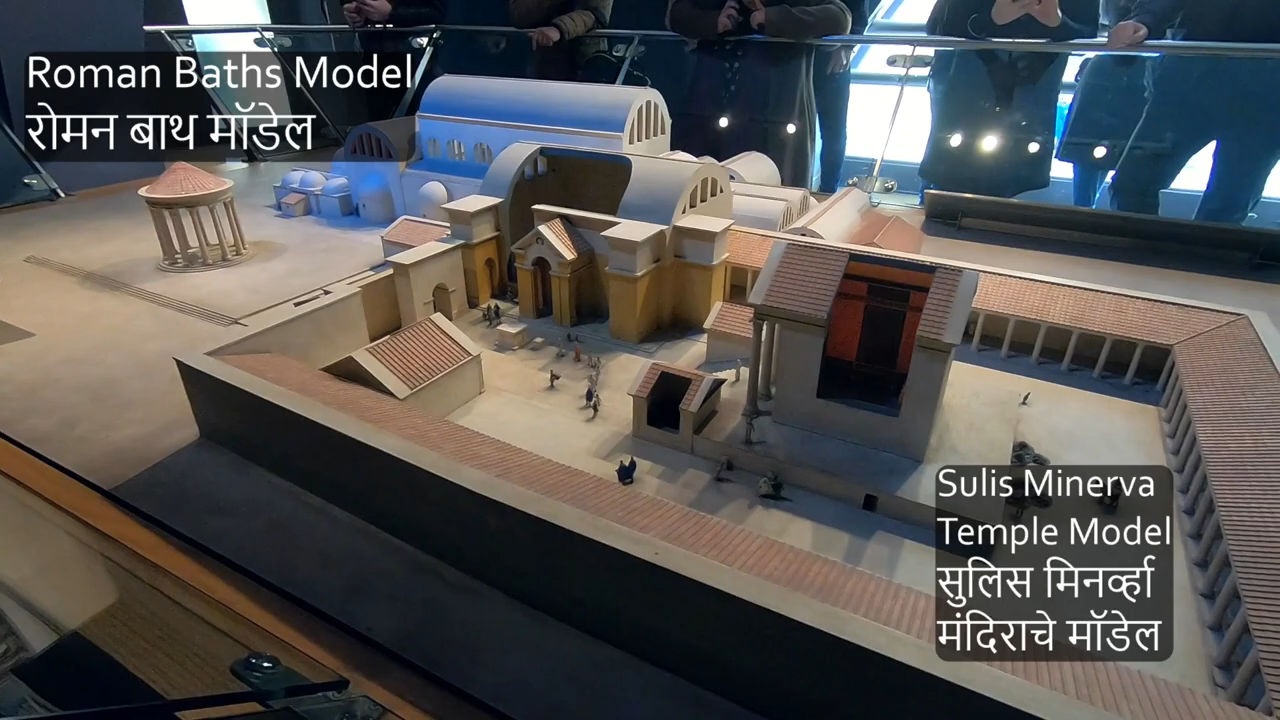 Roman Baths Model
रोमन बाथ मॉडेल
Sulis Minerva
Temple Model
सुलिस मिनर्व्हा
मंदिराचे मॉडेल